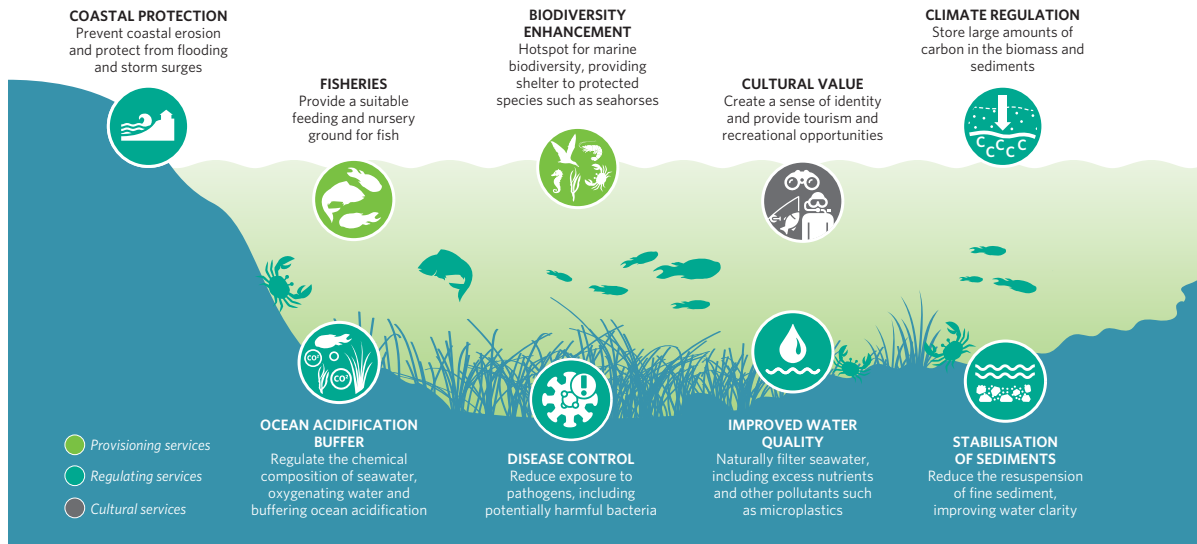 COASTAL PROTECTION
Prevent coastal erosion
and protect from flooding
and storm surges
FISHERIES
Provide a suitable
feeding and nursery
ground for fish
BIODIVERSITY
ENHANCEMENT
Hotspot for marine
biodiversity, providing
shelter to protected
species such as seahorses
CULTURAL VALUE
Create a sense of identity
and provide tourism and
recreational opportunities
CLIMATE REGULATION
Store large amounts of
carbon in the biomass and
sediments
C C C C C
CO²
CO²
OCEAN ACIDIFICATION
BUFFER
Regulate the chemical
composition of seawater,
oxygenating water and
buffering ocean acidification
DISEASE CONTROL
Reduce exposure to
pathogens, including
potentially harmful bacteria
IMPROVED WATER
QUALITY
Naturally filter seawater,
including excess nutrients
and other pollutants such
as microplastics
STABILISATION
OF SEDIMENTS
Reduce the resuspension
of fine sediment,
improving water clarity
Provisioning services
Regulating services
Cultural services